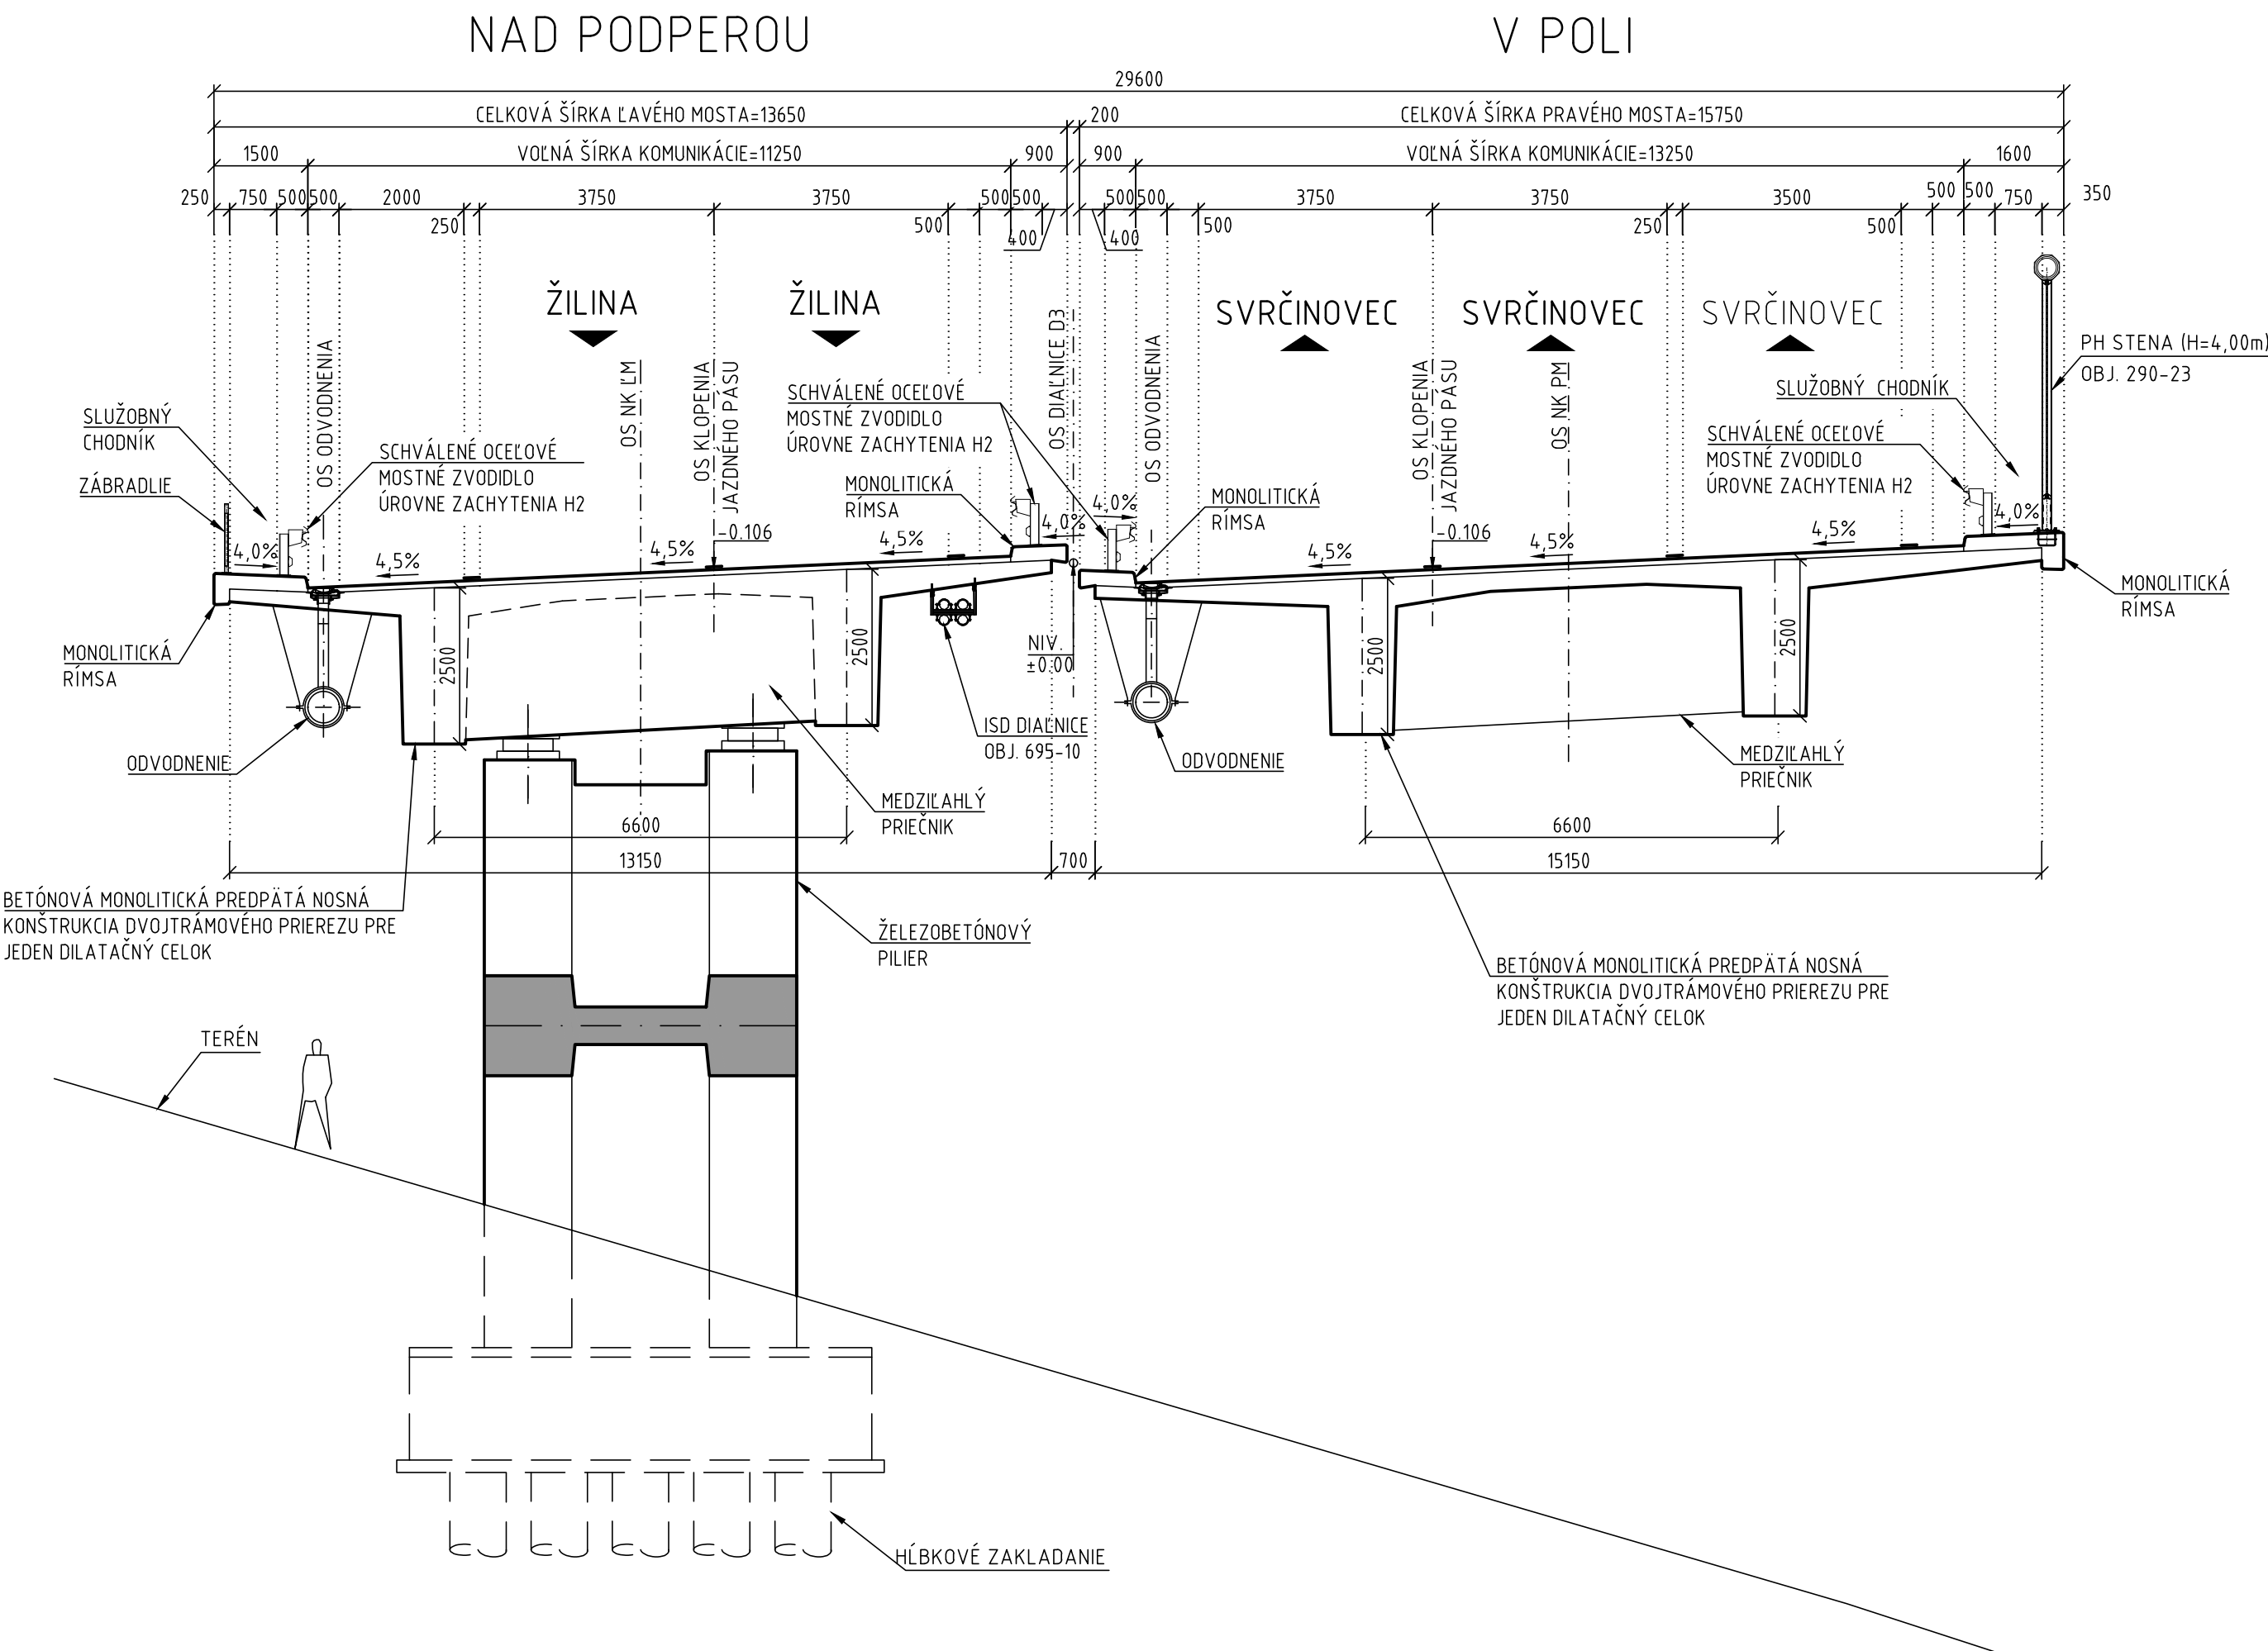 NAD PODPEROU
V POLI
29600
CELKOVÁ ŠÍRKA ĽAVÉHO MOSTA=13650
200
CELKOVÁ ŠÍRKA PRAVÉHO MOSTA=15750
1500
VOĽNÁ ŠÍRKA KOMUNIKÁCIE=11250
900
900
VOĽNÁ ŠÍRKA KOMUNIKÁCIE=13250
1600
250
750
500
500
2000
250
3750
3750
500
500
500
400
400
500
500
500
3750
3750
250
3500
500
500
500
750
350
ŽILINA
ŽILINA
SVRČINOVEC
SVRČINOVEC
SVRČINOVEC
OS ODVODNENIA
OS NK ĽM
OS KLOPENIA
JAZDNÉHO PÁSU
OS DIAĽNICE D3
OS ODVODNENIA
OS KLOPENIA
JAZDNÉHO PÁSU
OS NK PM
PH STENA (H=4,00m)
OBJ. 290-23
SLUŽOBNÝ
CHODNÍK
ZÁBRADLIE
SCHVÁLENÉ OCEĽOVÉ
MOSTNÉ ZVODIDLO
ÚROVNE ZACHYTENIA H2
SCHVÁLENÉ OCEĽOVÉ
MOSTNÉ ZVODIDLO
ÚROVNE ZACHYTENIA H2
MONOLITICKÁ
RÍMSA
MONOLITICKÁ
RÍMSA
SLUŽOBNÝ CHODNÍK
SCHVÁLENÉ OCEĽOVÉ
MOSTNÉ ZVODIDLO
ÚROVNE ZACHYTENIA H2
4,0%
4,5%
4,5%
-0.106
4,5%
4,0%
4,0%
4,5%
-0.106
4,5%
4,5%
4,0%
MONOLITICKÁ
RÍMSA
MONOLITICKÁ
RÍMSA
2500
2500
NIV.
±0.00
2500
2500
ODVODNENIE
ISD DIAĽNICE
OBJ. 695-10
ODVODNENIE
MEDZIĽAHLÝ
PRIEČNIK
MEDZIĽAHLÝ
PRIEČNIK
6600
6600
13150
700
15150
BETÓNOVÁ MONOLITICKÁ PREDPÄTÁ NOSNÁ
KONŠTRUKCIA DVOJTRÁMOVÉHO PRIEREZU PRE
JEDEN DILATAČNÝ CELOK
ŽELEZOBETÓNOVÝ
PILIER
BETÓNOVÁ MONOLITICKÁ PREDPÄTÁ NOSNÁ
KONŠTRUKCIA DVOJTRÁMOVÉHO PRIEREZU PRE
JEDEN DILATAČNÝ CELOK
TERÉN
HĹBKOVÉ ZAKLADANIE